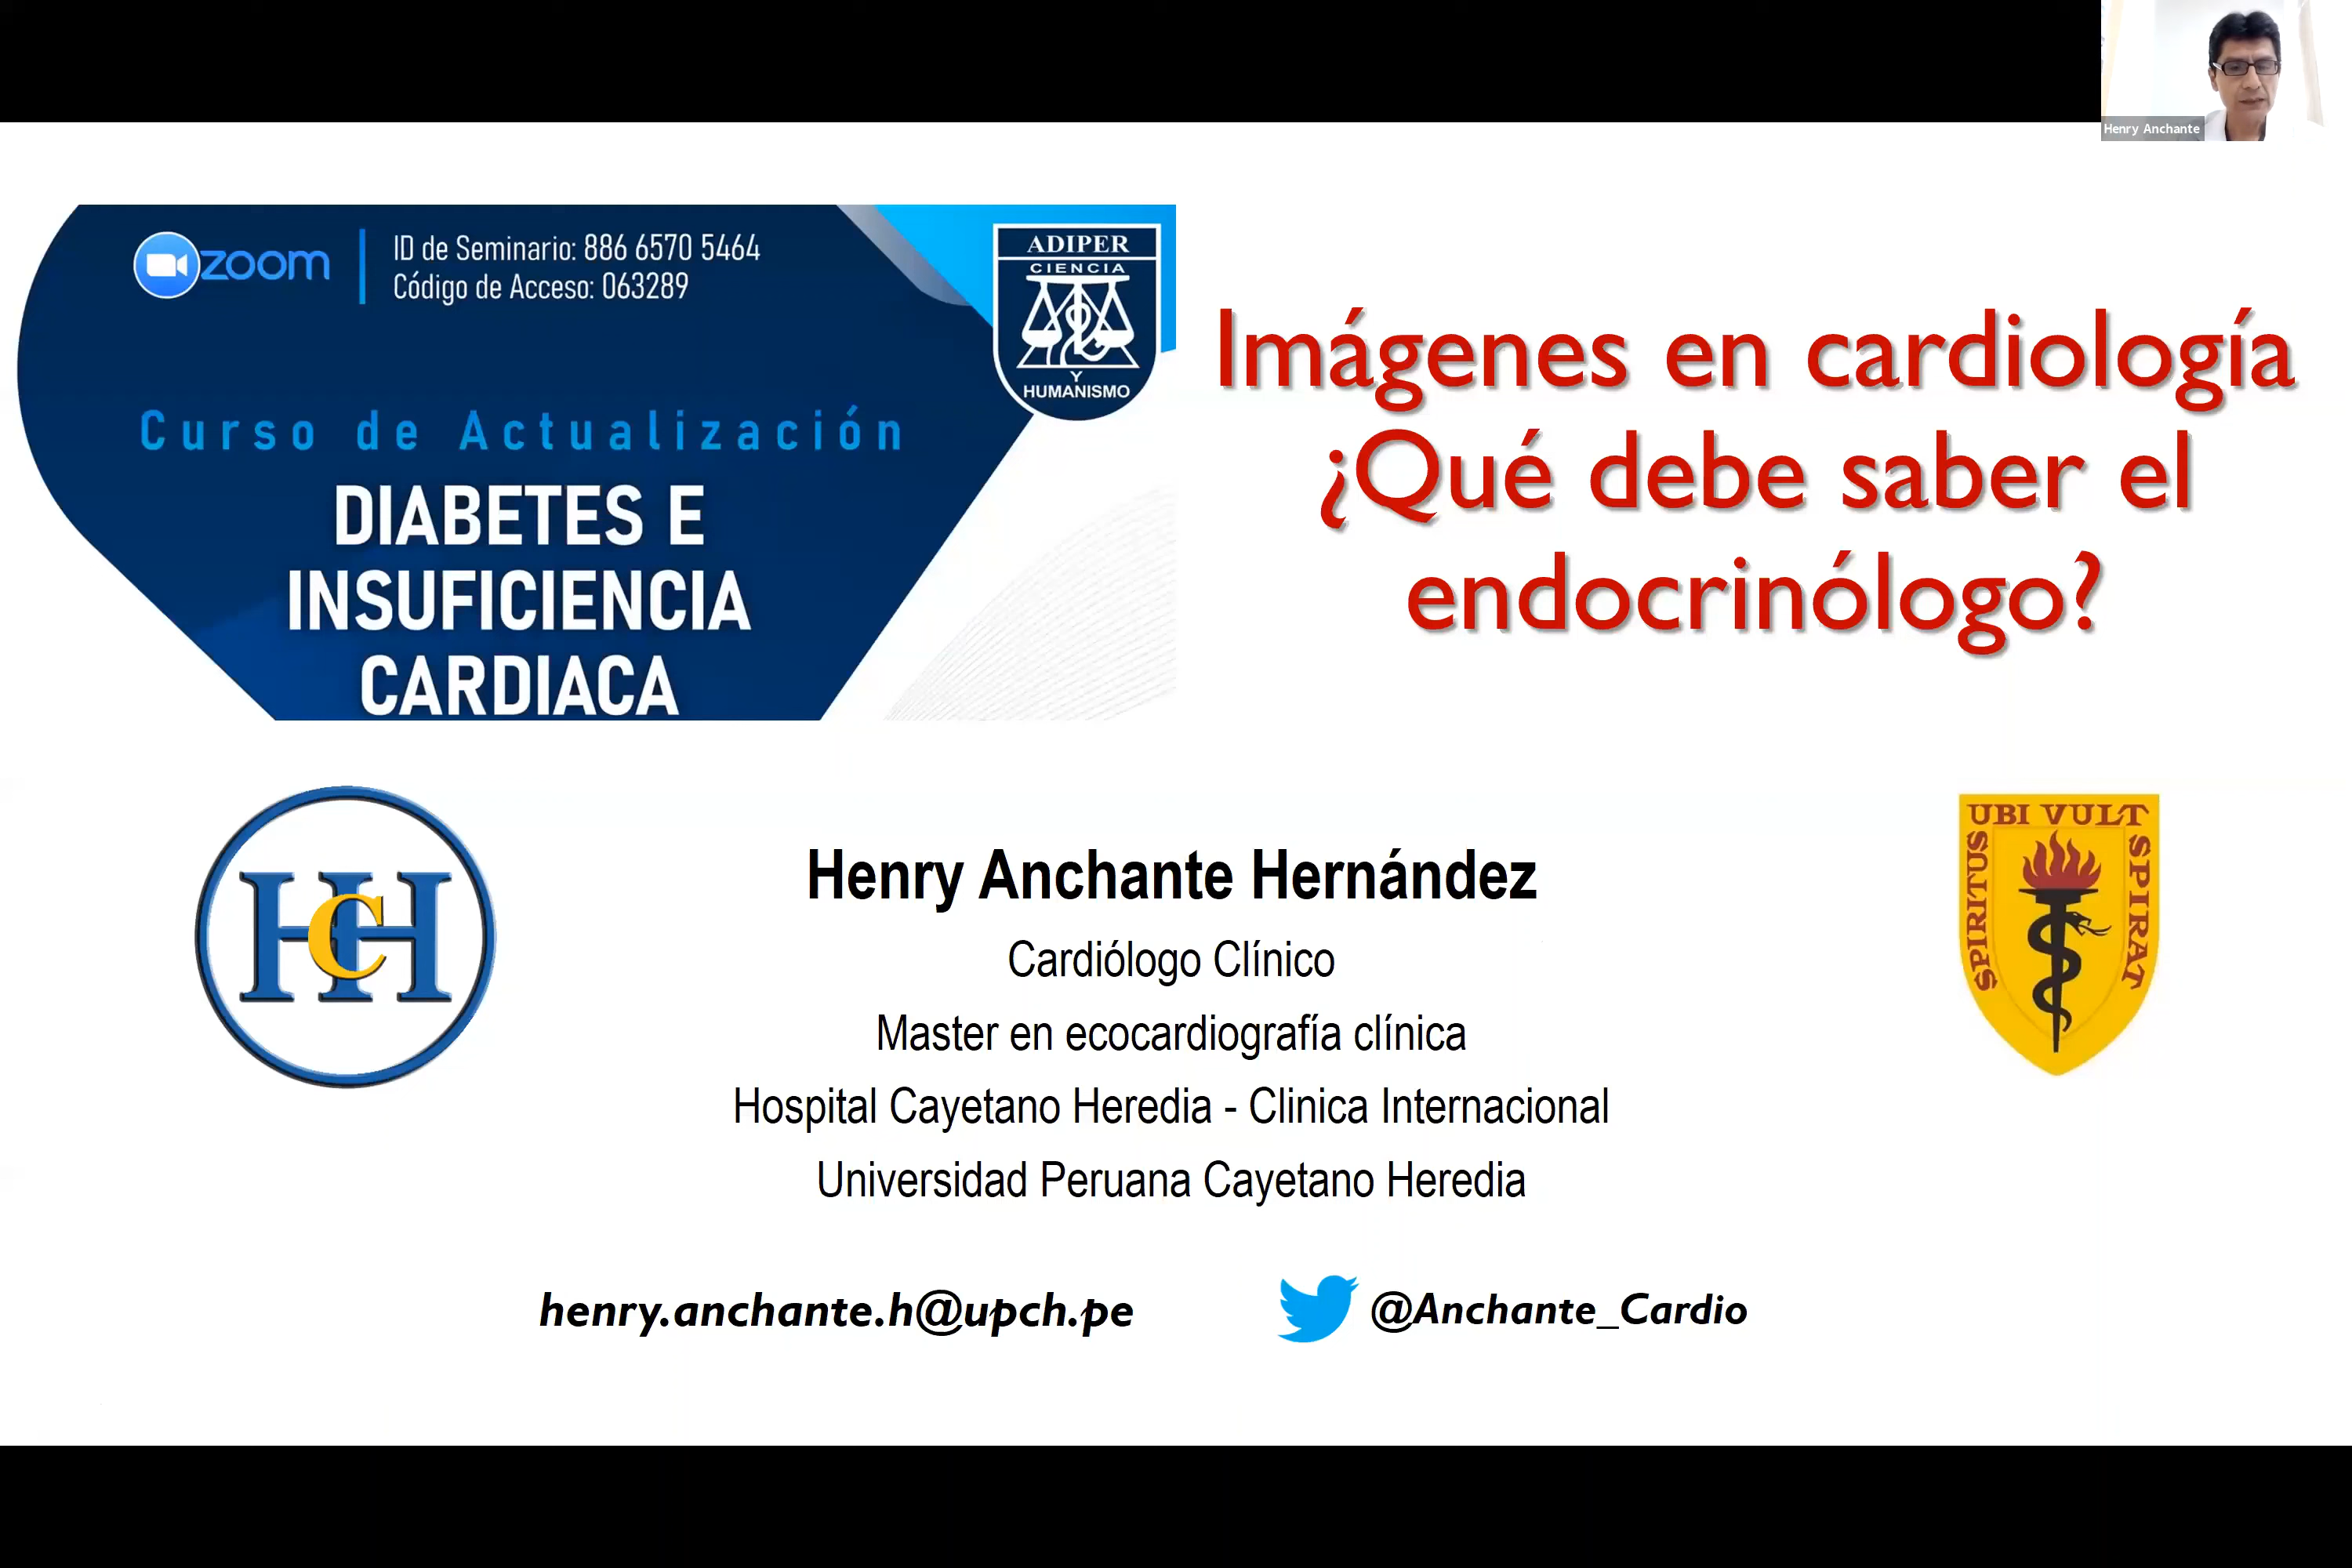 Henry Anchante
zoom
ID de Seminario: 886 6570 5464
Código de Acceso: 063289
ADIPER
CIENCIA
Y
HUMANISMO
Curso de Actualización
DIABETES E
INSUFICIENCIA
CARDIACA
Imágenes en cardiología
¿Qué debe saber el
endocrinólogo?
HCH
SPIRITUS
UBI VULT
SPIRAT
Henry Anchante Hernández
Cardiólogo Clínico
Master en ecocardiografía clínica
Hospital Cayetano Heredia - Clinica Internacional
Universidad Peruana Cayetano Heredia
henry.anchante.h@upch.pe
@Anchante_Cardio